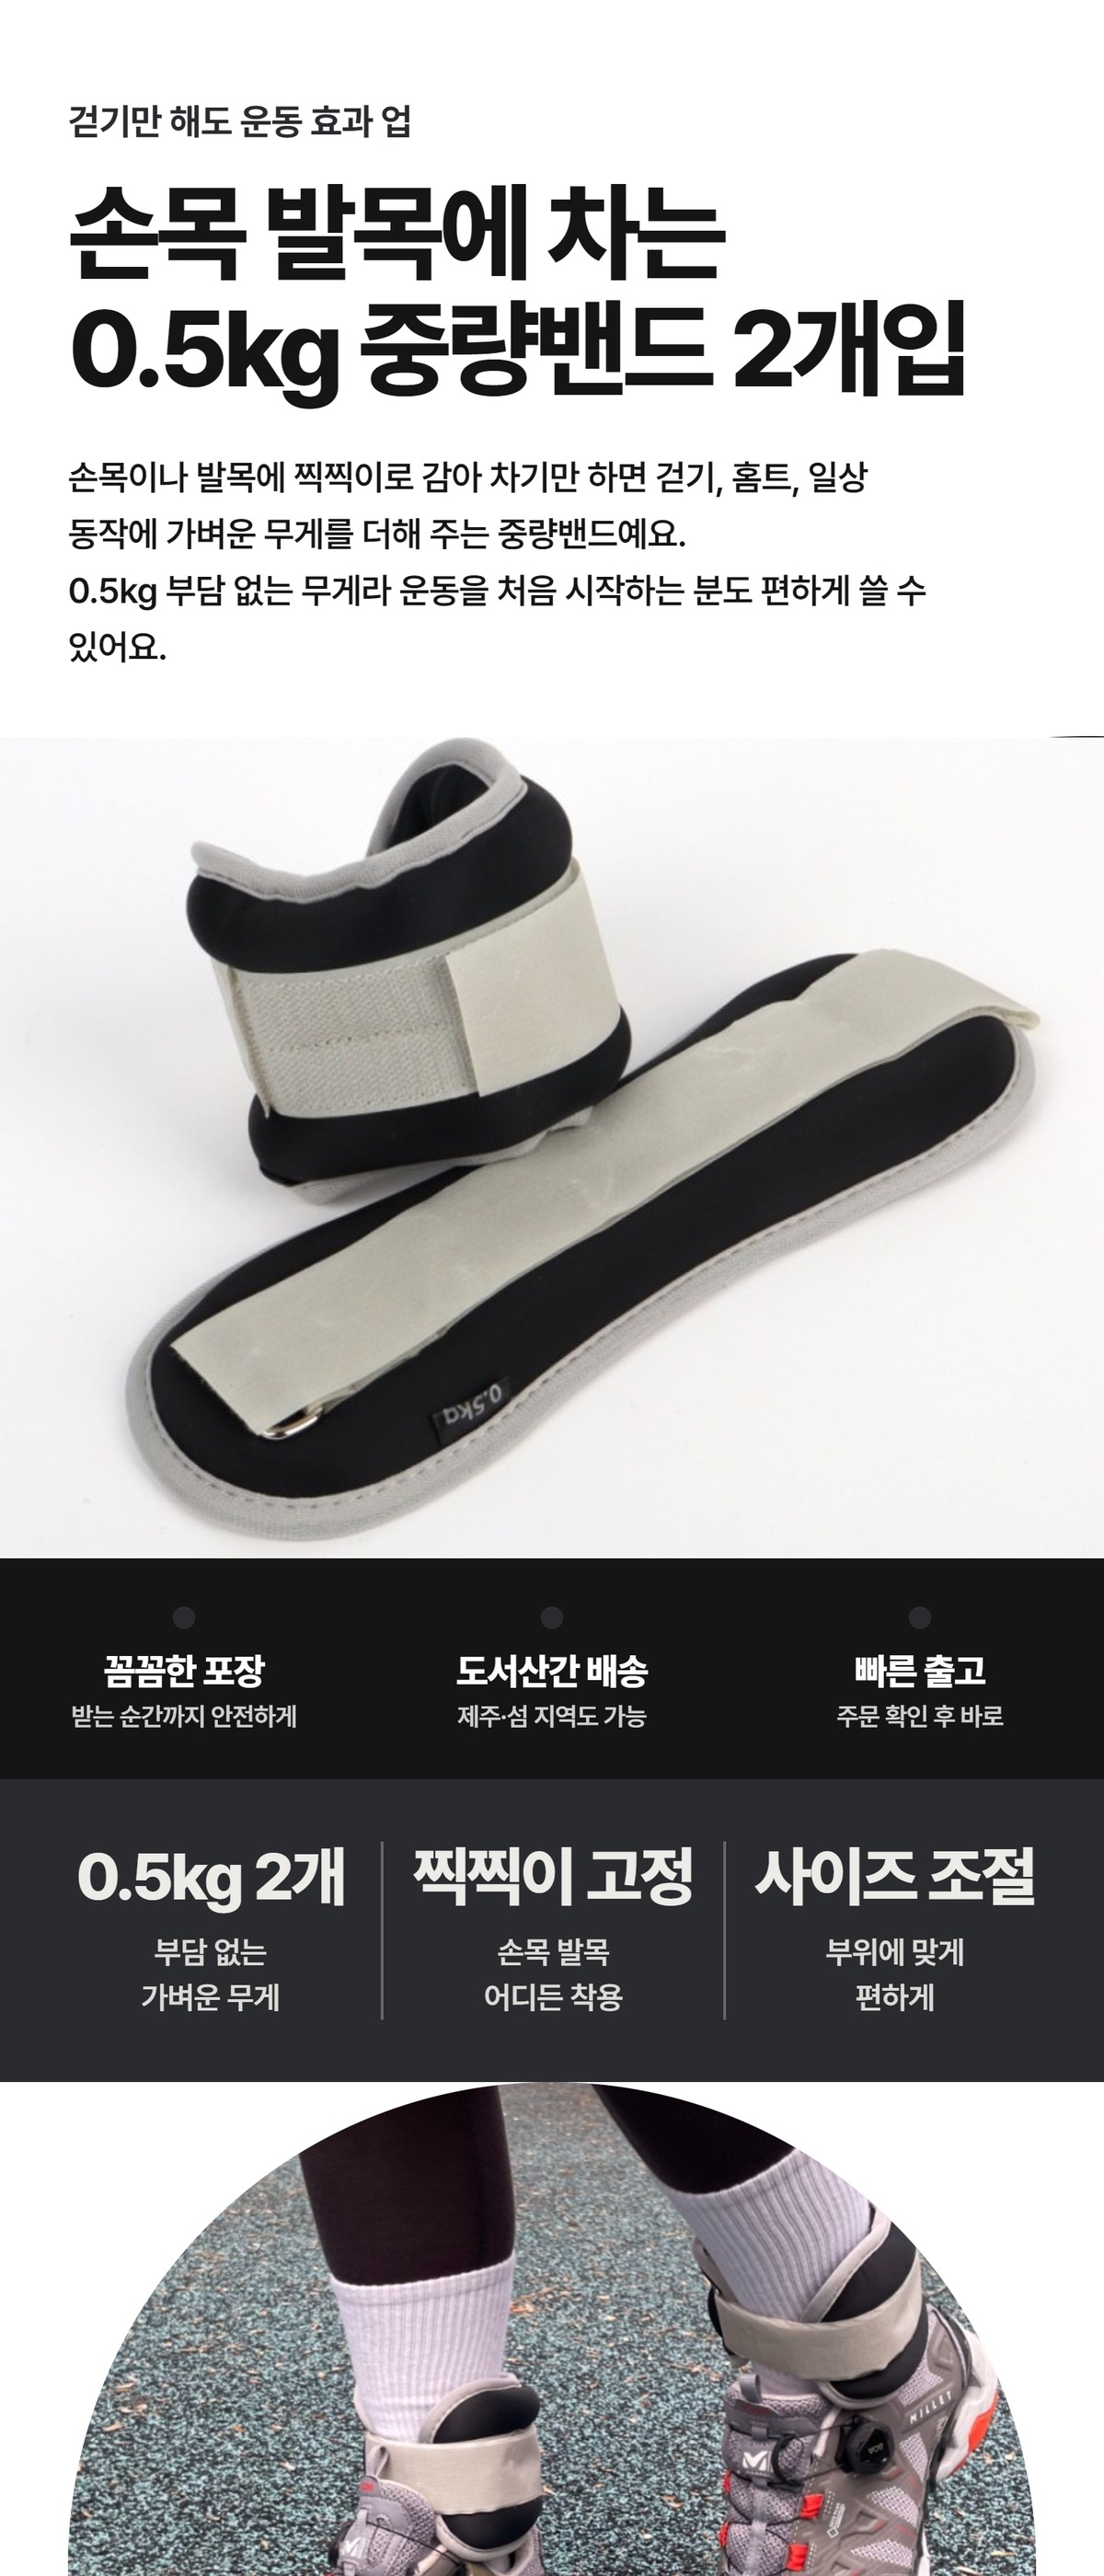 걷기만 해도 운동 효과 업
손목 발목에 차는
0.5kg 중량밴드 2개입
손목이나 발목에 찍찍이로 감아 차기만 하면 걷기, 홈트, 일상
동작에 가벼운 무게를 더해 주는 중량밴드예요.
0.5kg 부담 없는 무게라 운동을 처음 시작하는 분도 편하게 쓸 수
있어요.
0.5kg
꼼꼼한 포장
받는 순간까지 안전하게
도서산간 배송
제주·섬 지역도 가능
빠른 출고
주문 확인 후 바로
0.5kg 2개
부담 없는
가벼운 무게
찍찍이 고정
손목 발목
어디든 착용
사이즈 조절
부위에 맞게
편하게
MILLET
BOA